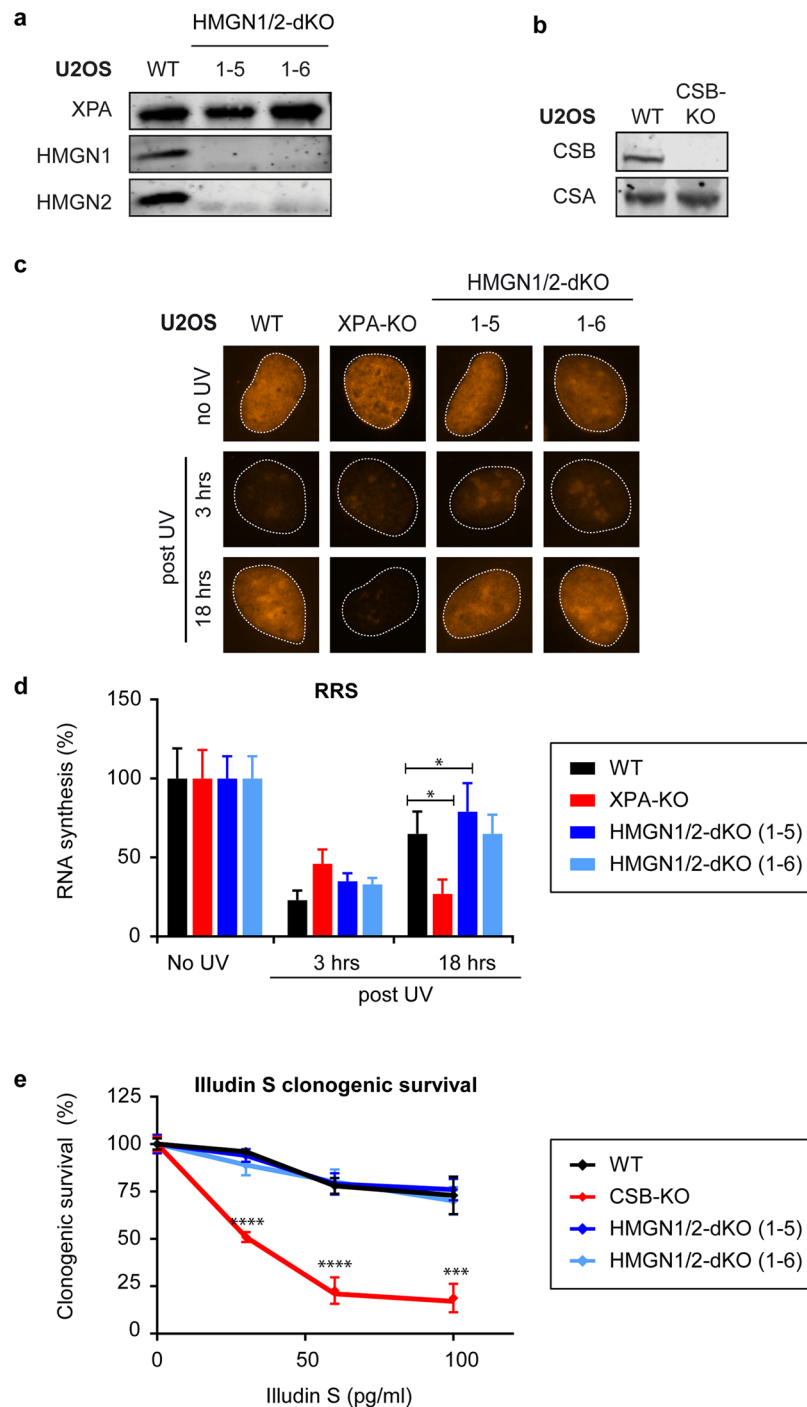 a
HMGN1/2-dKO
U2OS WT 1-5 1-6
XPA
HMGN1
HMGN2
b
U2OS WT CSB-
KO
CSB
CSA
c
HMGN1/2-dKO
U2OS WT XPA-KO 1-5 1-6
no UV
post UV
3 hrs
18 hrs
d
RRS
RNA synthesis (%)
150
100
50
0
* 
*
No UV 3 hrs 18 hrs
post UV
WT
XPA-KO
HMGN1/2-dKO (1-5)
HMGN1/2-dKO (1-6)
e
Illudin S clonogenic survival
Clonogenic survival (%)
125
100
75
50
25
0
**** **** ***
0 50 100
Illudin S (pg/ml)
WT
CSB-KO
HMGN1/2-dKO (1-5)
HMGN1/2-dKO (1-6)